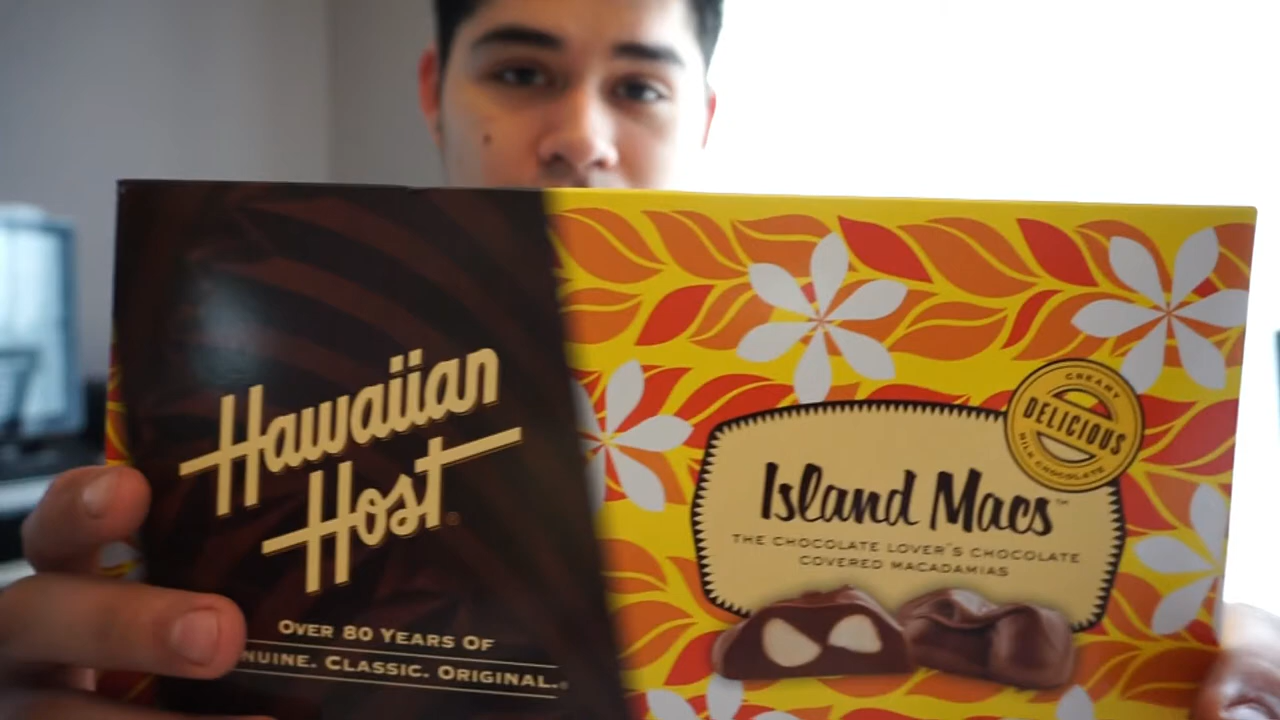 Hawaiian
Host®
OVER 80 YEARS OF
NUINE. CLASSIC. ORIGINAL.®
CREAMY
DELICIOUS
MILK CHOCOLATE
Island Macs™
THE CHOCOLATE LOVER'S CHOCOLATE
COVERED MACADAMIAS